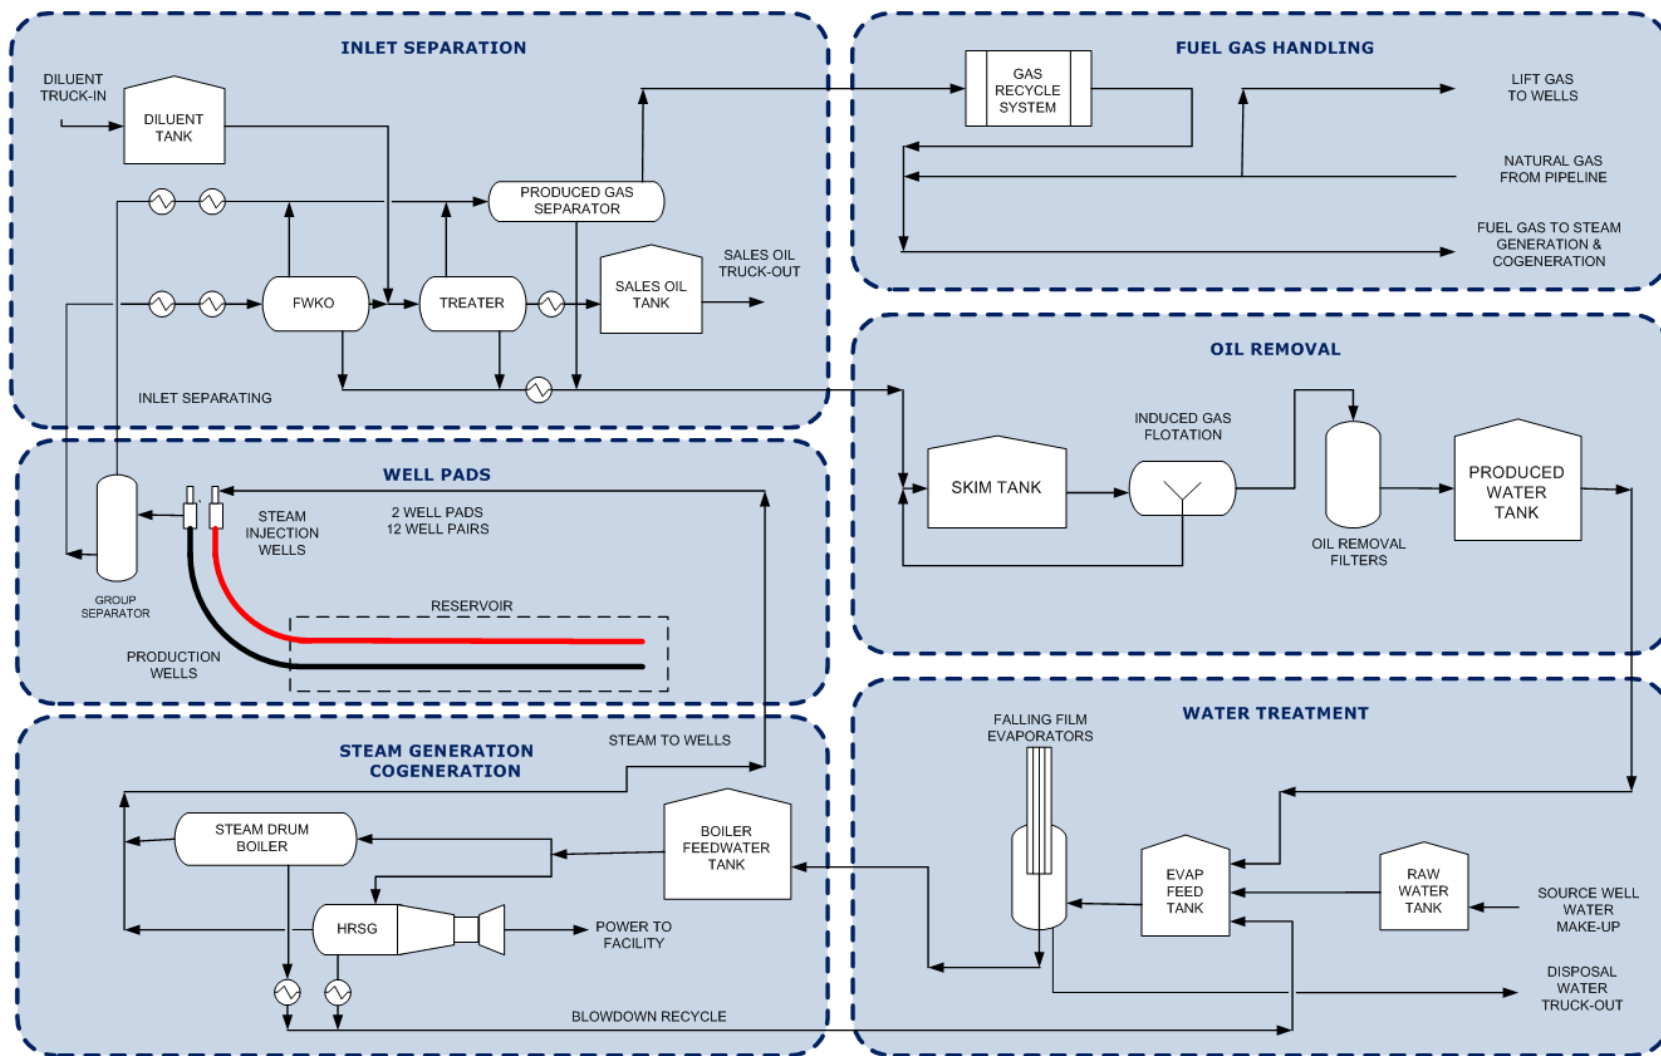 INLET SEPARATION
DILUENT
TRUCK-IN
DILUENT
TANK
PRODUCED GAS
SEPARATOR
SALES OIL
TRUCK-OUT
FWKO
TREATER
SALES OIL
TANK
INLET SEPARATING
FUEL GAS HANDLING
GAS
RECYCLE
SYSTEM
LIFT GAS
TO WELLS
NATURAL GAS
FROM PIPELINE
FUEL GAS TO STEAM
GENERATION &
COGENERATION
OIL REMOVAL
INDUCED GAS
FLOTATION
SKIM TANK
PRODUCED
WATER
TANK
OIL REMOVAL
FILTERS
WELL PADS
STEAM
INJECTION
WELLS
2 WELL PADS
12 WELL PAIRS
GROUP
SEPARATOR
RESERVOIR
PRODUCTION
WELLS
STEAM GENERATION
COGENERATION
STEAM TO WELLS
STEAM DRUM
BOILER
BOILER
FEEDWATER
TANK
HRSG
POWER TO
FACILITY
BLOWDOWN RECYCLE
WATER TREATMENT
FALLING FILM
EVAPORATORS
EVAP
FEED
TANK
RAW
WATER
TANK
SOURCE WELL
WATER
MAKE-UP
DISPOSAL
WATER
TRUCK-OUT